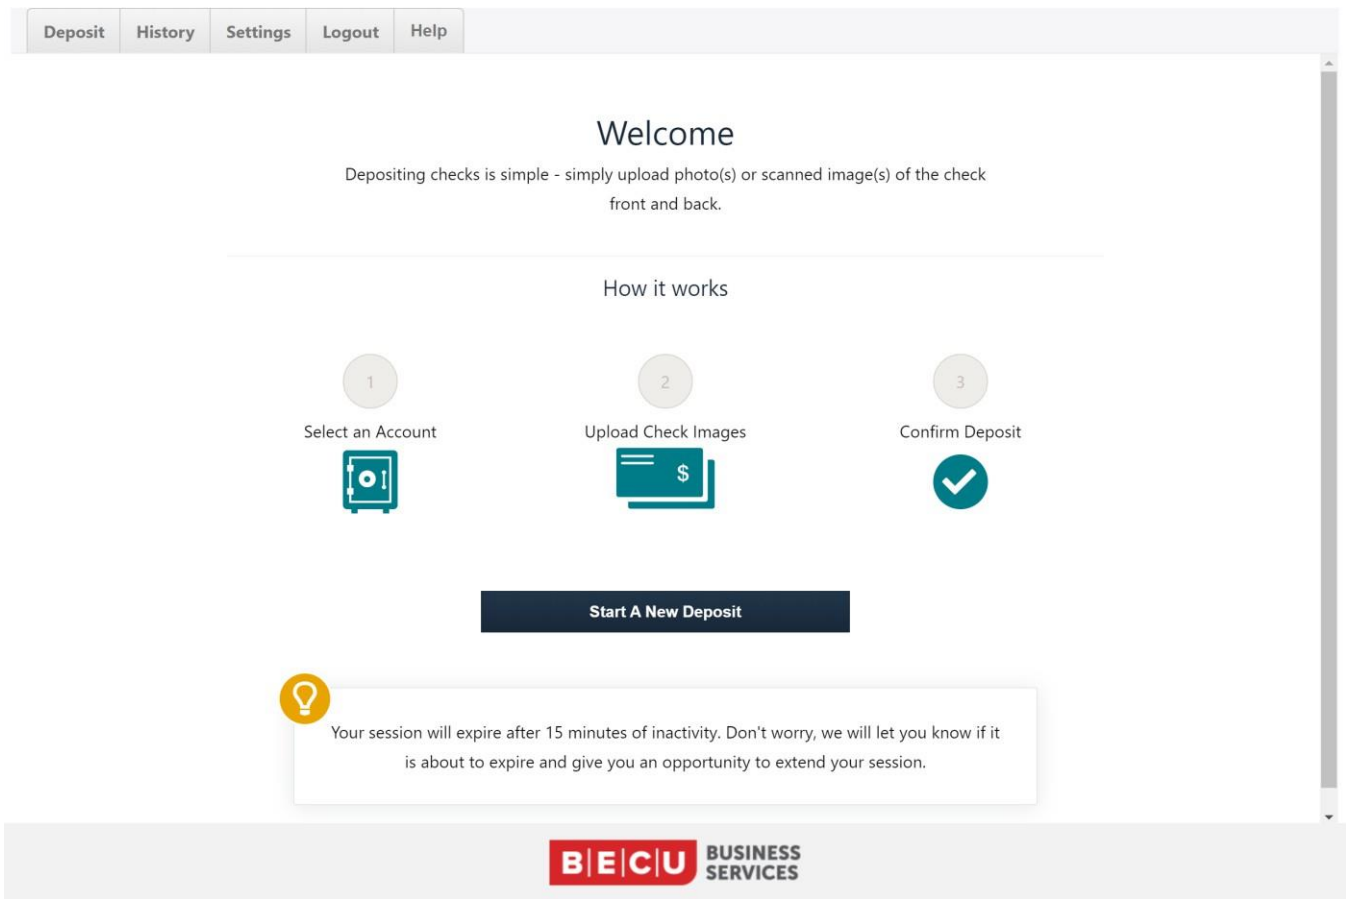 Deposit History Settings Logout Help
Welcome
Depositing checks is simple - simply upload photo(s) or scanned image(s) of the check
front and back.
How it works
1 2 3
Select an Account Upload Check Images Confirm Deposit
$
Start A New Deposit
Your session will expire after 15 minutes of inactivity. Don't worry, we will let you know if it
is about to expire and give you an opportunity to extend your session.
B|E|C|U BUSINESS
SERVICES